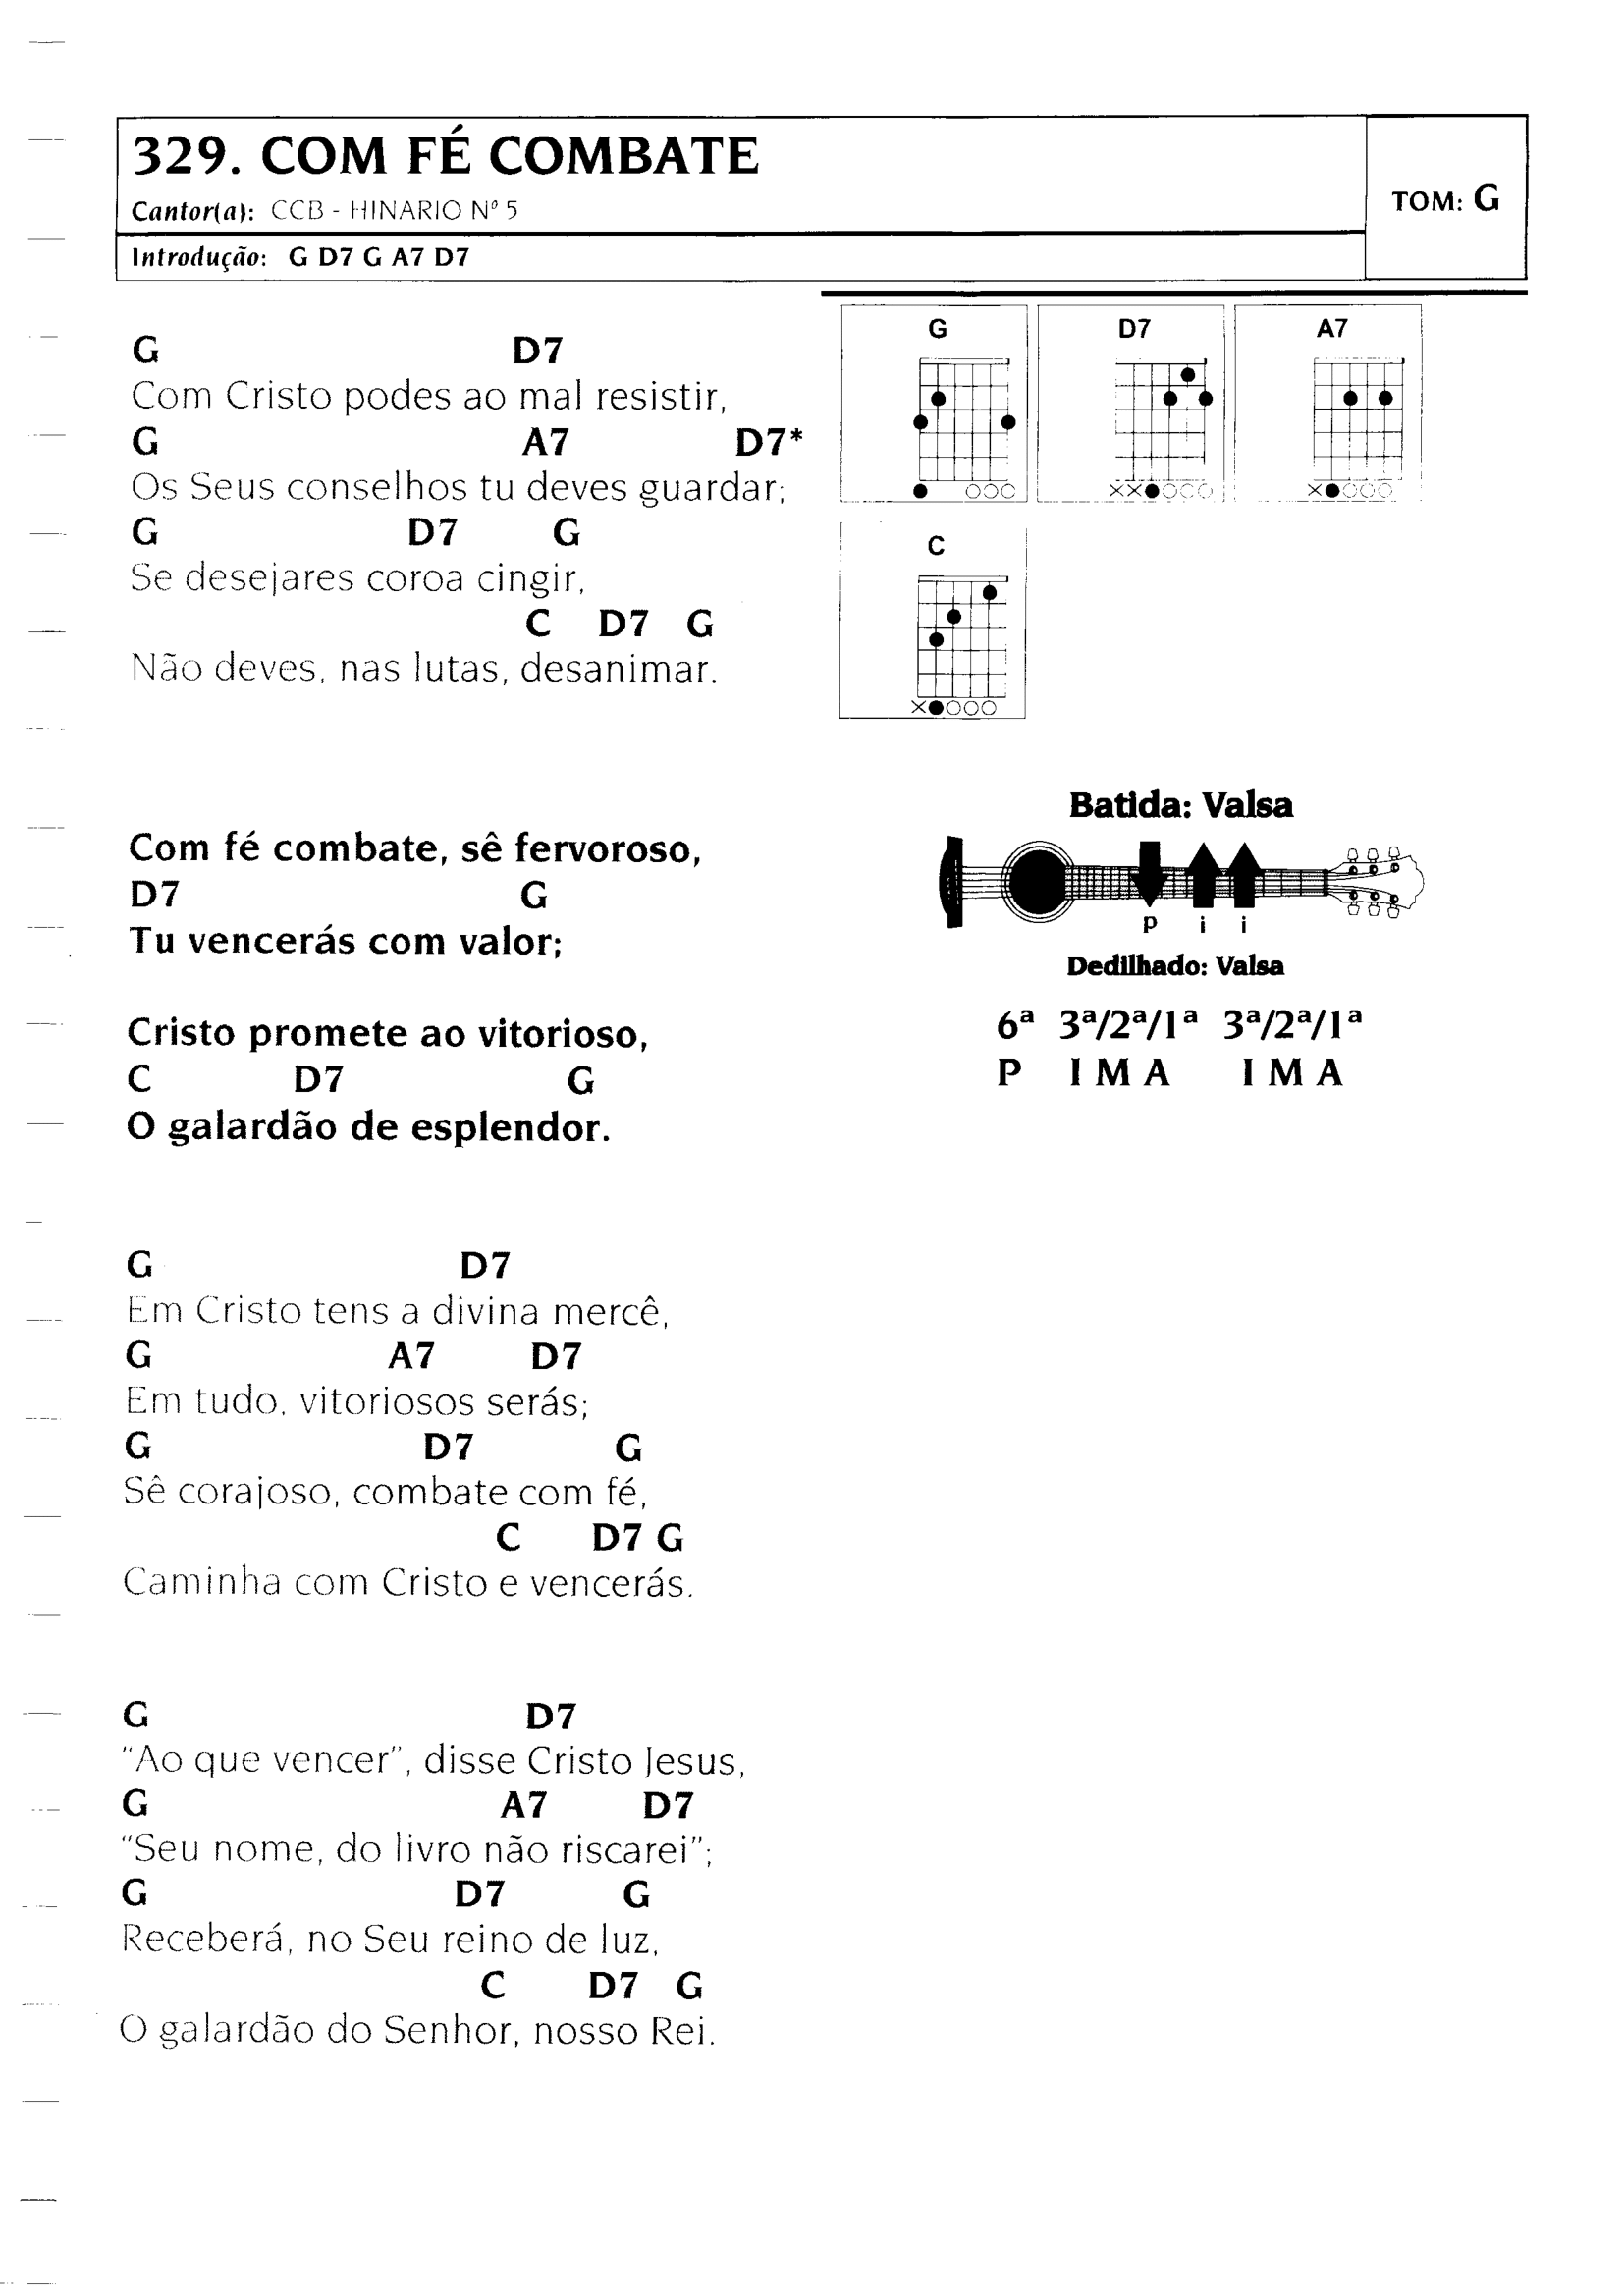 329. COM FÉ COMBATE
Cantor(a): CCB - HINARIO Nº 5
TOM: G
Introdução: G D7 G A7 D7
G D7
Com Cristo podes ao mal resistir,
G A7 D7*
Os Seus conselhos tu deves guardar;
G D7 G
Se desejares coroa cingir,
C D7 G
Não deves, nas lutas, desanimar.
Com fé combate, sê fervoroso,
D7 G
Tu vencerás com valor;
Cristo promete ao vitorioso,
C D7 G
O galardão de esplendor.
G D7
Em Cristo tens a divina mercê,
G A7 D7
Em tudo, vitoriosos serás;
G D7 G
Sê corajoso, combate com fé,
C D7 G
Caminha com Cristo e vencerás.
G D7
"Ao que vencer", disse Cristo Jesus,
G A7 D7
"Seu nome, do livro não riscarei";
G D7 G
Receberá, no Seu reino de luz,
C D7 G
O galardão do Senhor, nosso Rei.
G D7 A7
C
Batida: Valsa
p i i
Dedilhado: Valsa
6ª 3ª/2ª/1ª 3ª/2ª/1ª
P I M A I M A